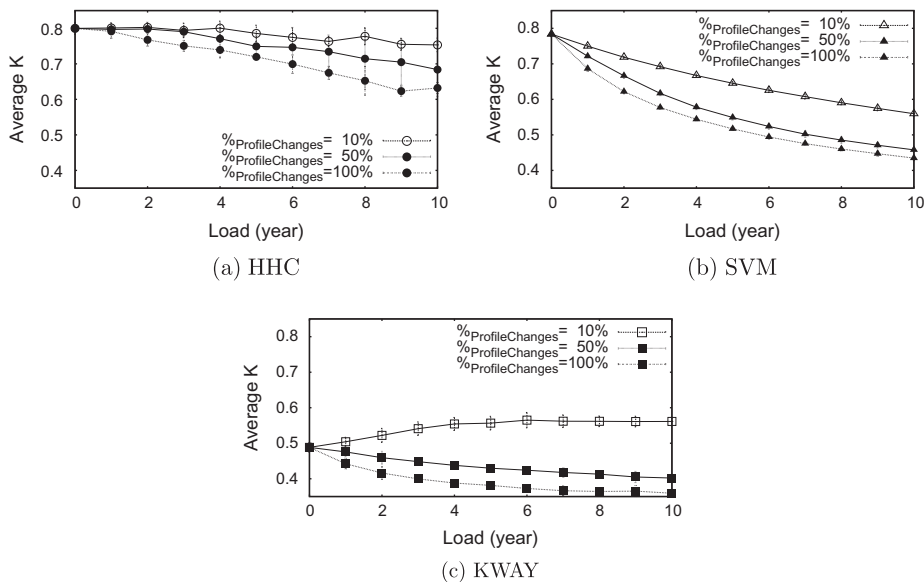 0.8
0.7
0.6
0.5
0.4
Average K
%ProfileChanges= 10%
%ProfileChanges= 50%
%ProfileChanges=100%
0 2 4 6 8 10
Load (year)
(a) HHC
0.8
0.7
0.6
0.5
0.4
Average K
%ProfileChanges= 10%
%ProfileChanges= 50%
%ProfileChanges=100%
0 2 4 6 8 10
Load (year)
(b) SVM
0.8
0.7
0.6
0.5
0.4
Average K
%ProfileChanges= 10%
%ProfileChanges= 50%
%ProfileChanges=100%
0 2 4 6 8 10
Load (year)
(c) KWAY